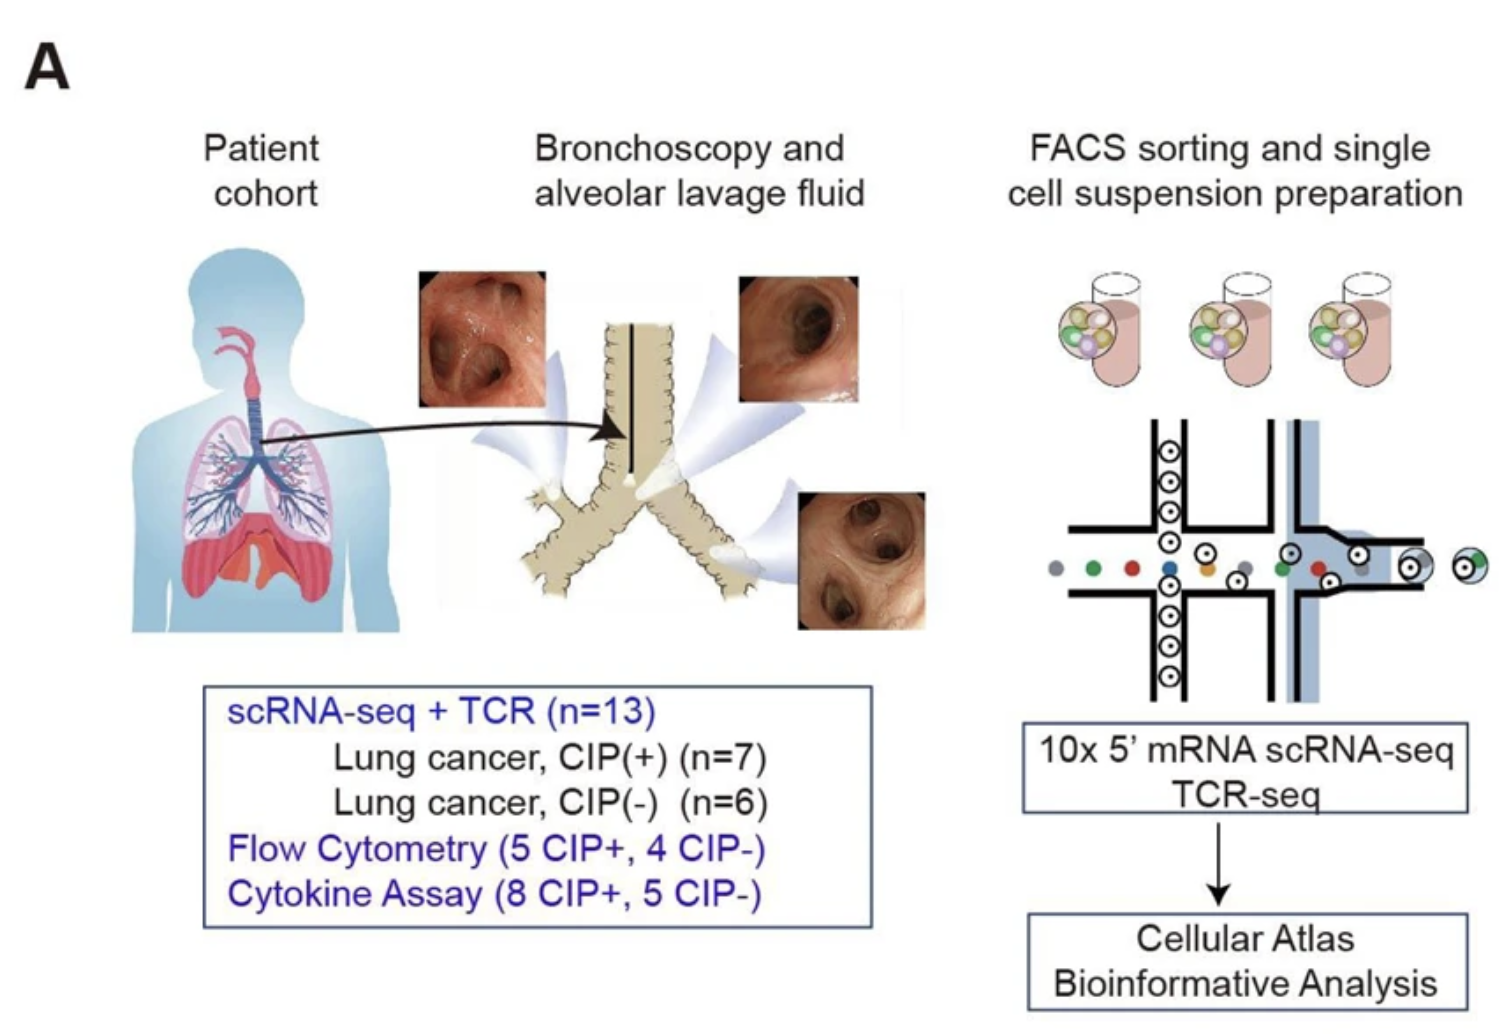 A
Patient
cohort
Bronchoscopy and
alveolar lavage fluid
FACS sorting and single
cell suspension preparation
scRNA-seq + TCR (n=13)
Lung cancer, CIP(+) (n=7)
Lung cancer, CIP(-) (n=6)
Flow Cytometry (5 CIP+, 4 CIP-)
Cytokine Assay (8 CIP+, 5 CIP-)
10x 5’ mRNA scRNA-seq
TCR-seq
Cellular Atlas
Bioinformative Analysis